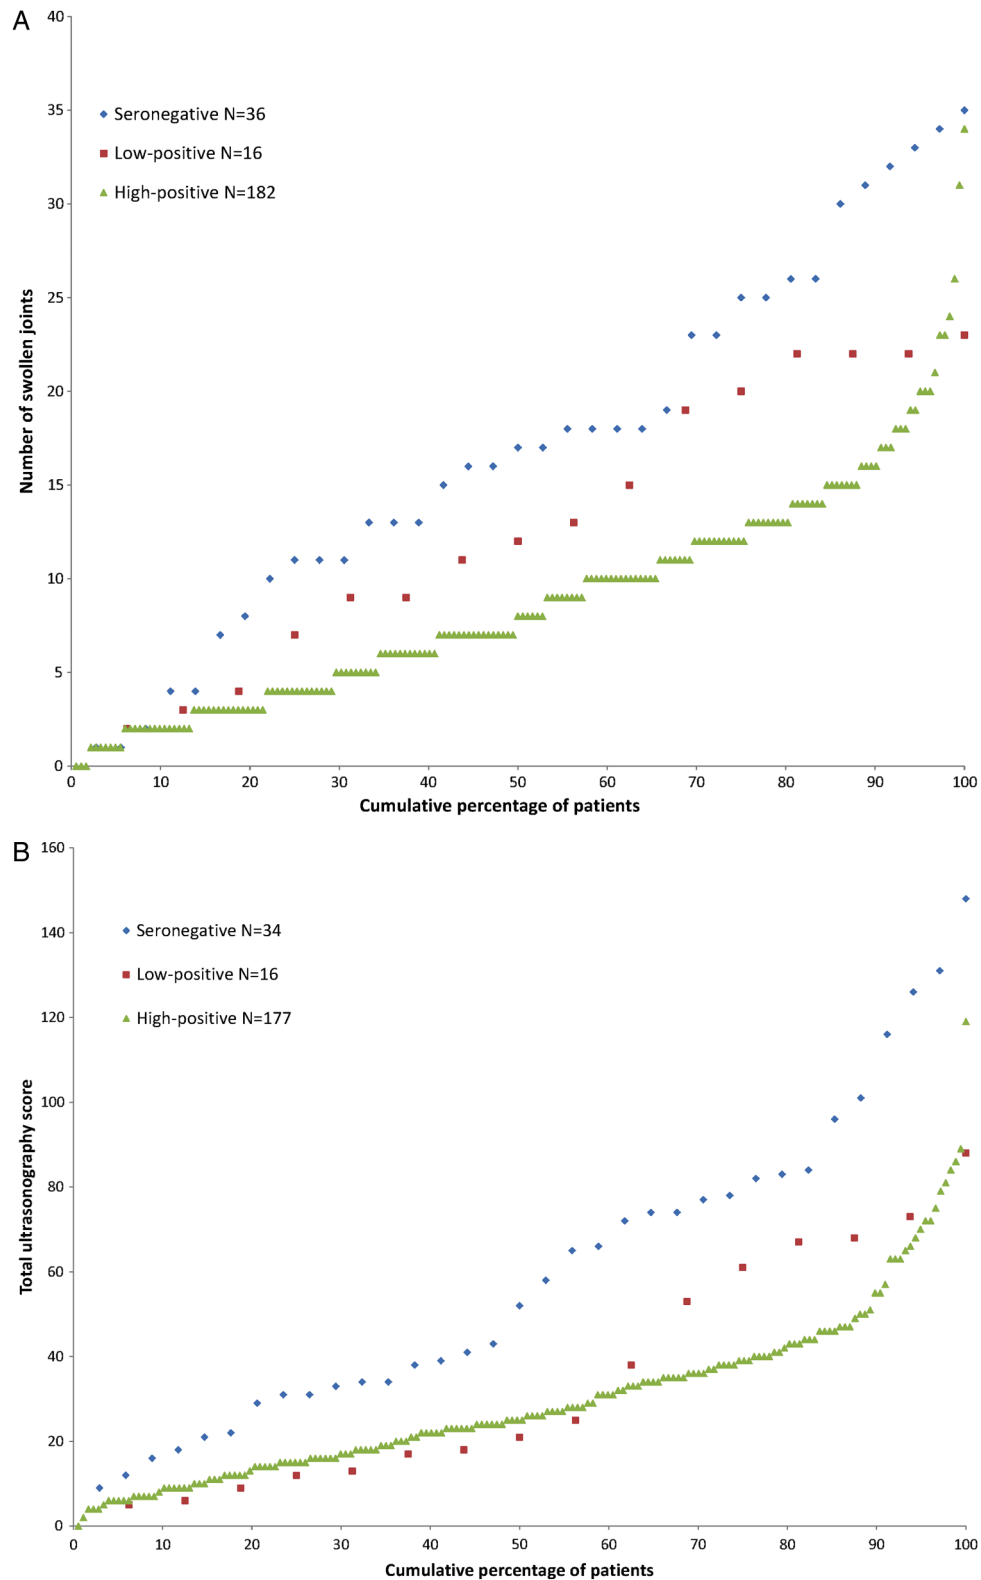 A
40
35
30
25
20
15
10
5
0
Number of swollen joints
Seronegative N=36
Low-positive N=16
High-positive N=182
0 10 20 30 40 50 60 70 80 90 100
Cumulative percentage of patients
B
160
140
120
100
80
60
40
20
0
Total ultrasonography score
Seronegative N=34
Low-positive N=16
High-positive N=177
0 10 20 30 40 50 60 70 80 90 100
Cumulative percentage of patients